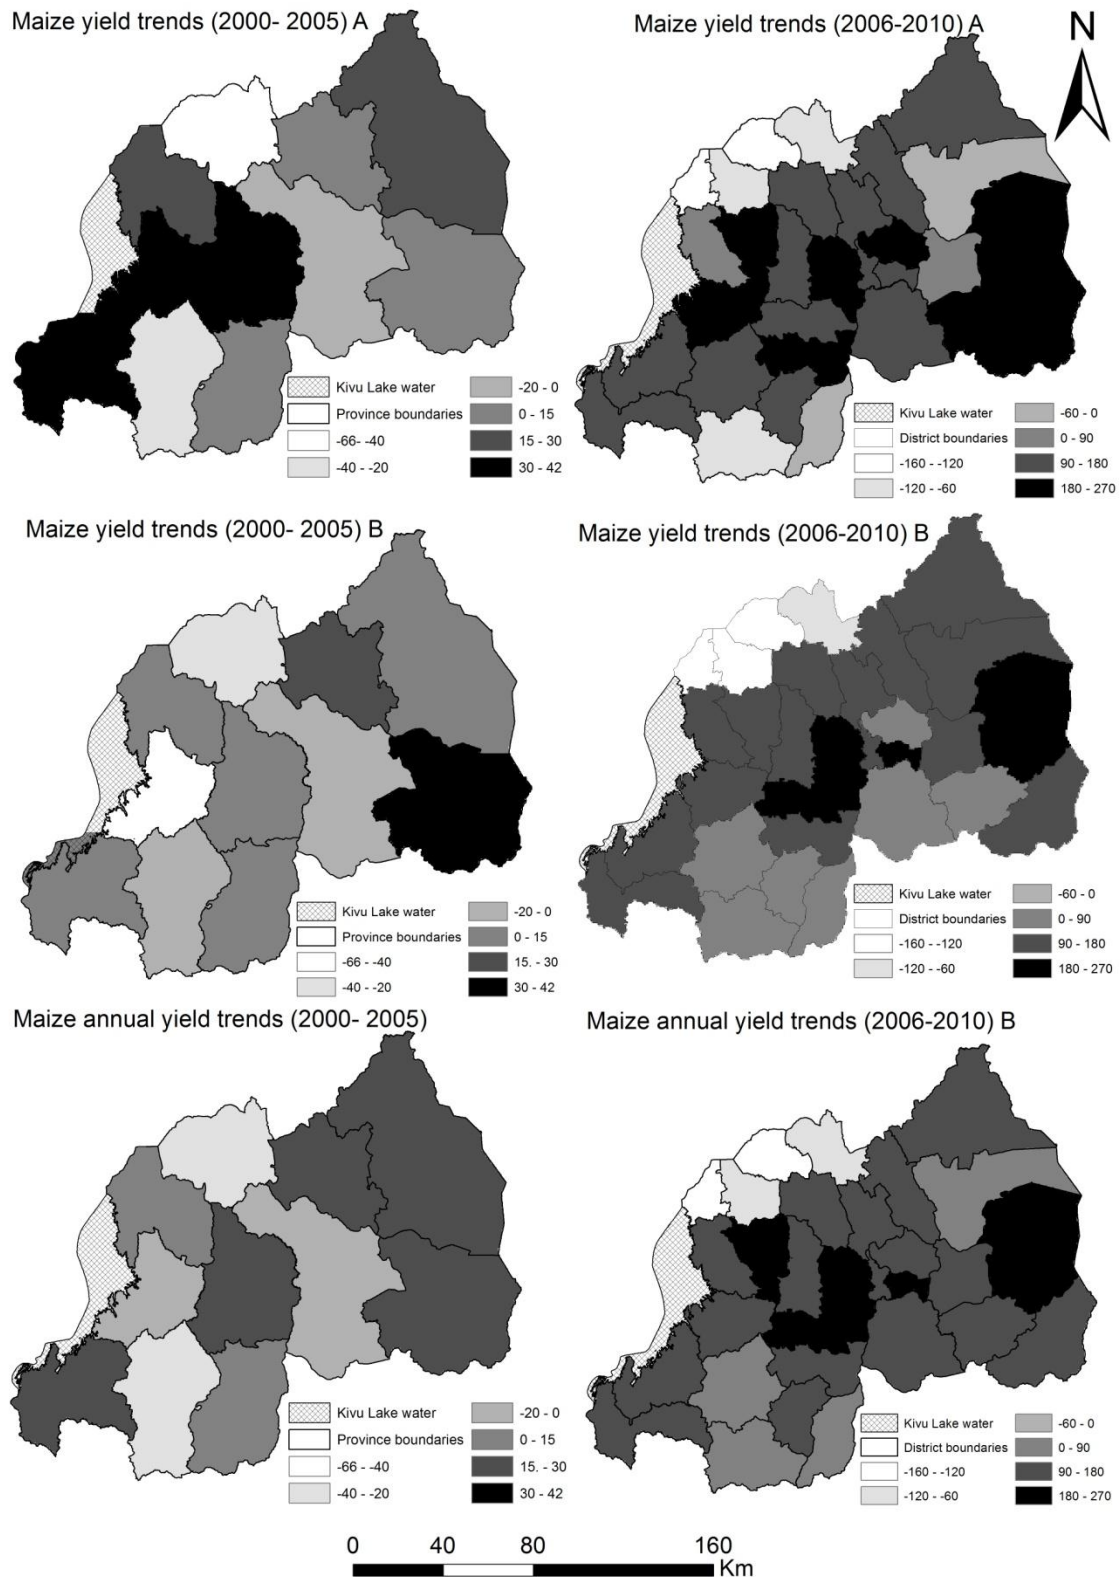 Maize yield trends (2000- 2005) A
Maize yield trends (2006-2010) A
N
Kivu Lake water
Province boundaries
-66- -40
-40 - -20
-20 - 0
0 - 15
15 - 30
30 - 42
Kivu Lake water
District boundaries
-160 - -120
-120 - -60
-60 - 0
0 - 90
90 - 180
180 - 270
Maize yield trends (2000- 2005) B
Maize yield trends (2006-2010) B
Kivu Lake water
Province boundaries
-66 - -40
-40 - -20
-20 - 0
0 - 15
15. - 30
30 - 42
Kivu Lake water
District boundaries
-160 - -120
-120 - -60
-60 - 0
0 - 90
90 - 180
180 - 270
Maize annual yield trends (2000- 2005)
Maize annual yield trends (2006-2010) B
Kivu Lake water
Province boundaries
-66 - -40
-40 - -20
-20 - 0
0 - 15
15. - 30
30 - 42
Kivu Lake water
District boundaries
-160 - -120
-120 - -60
-60 - 0
0 - 90
90 - 180
180 - 270
0 40 80 160
Km